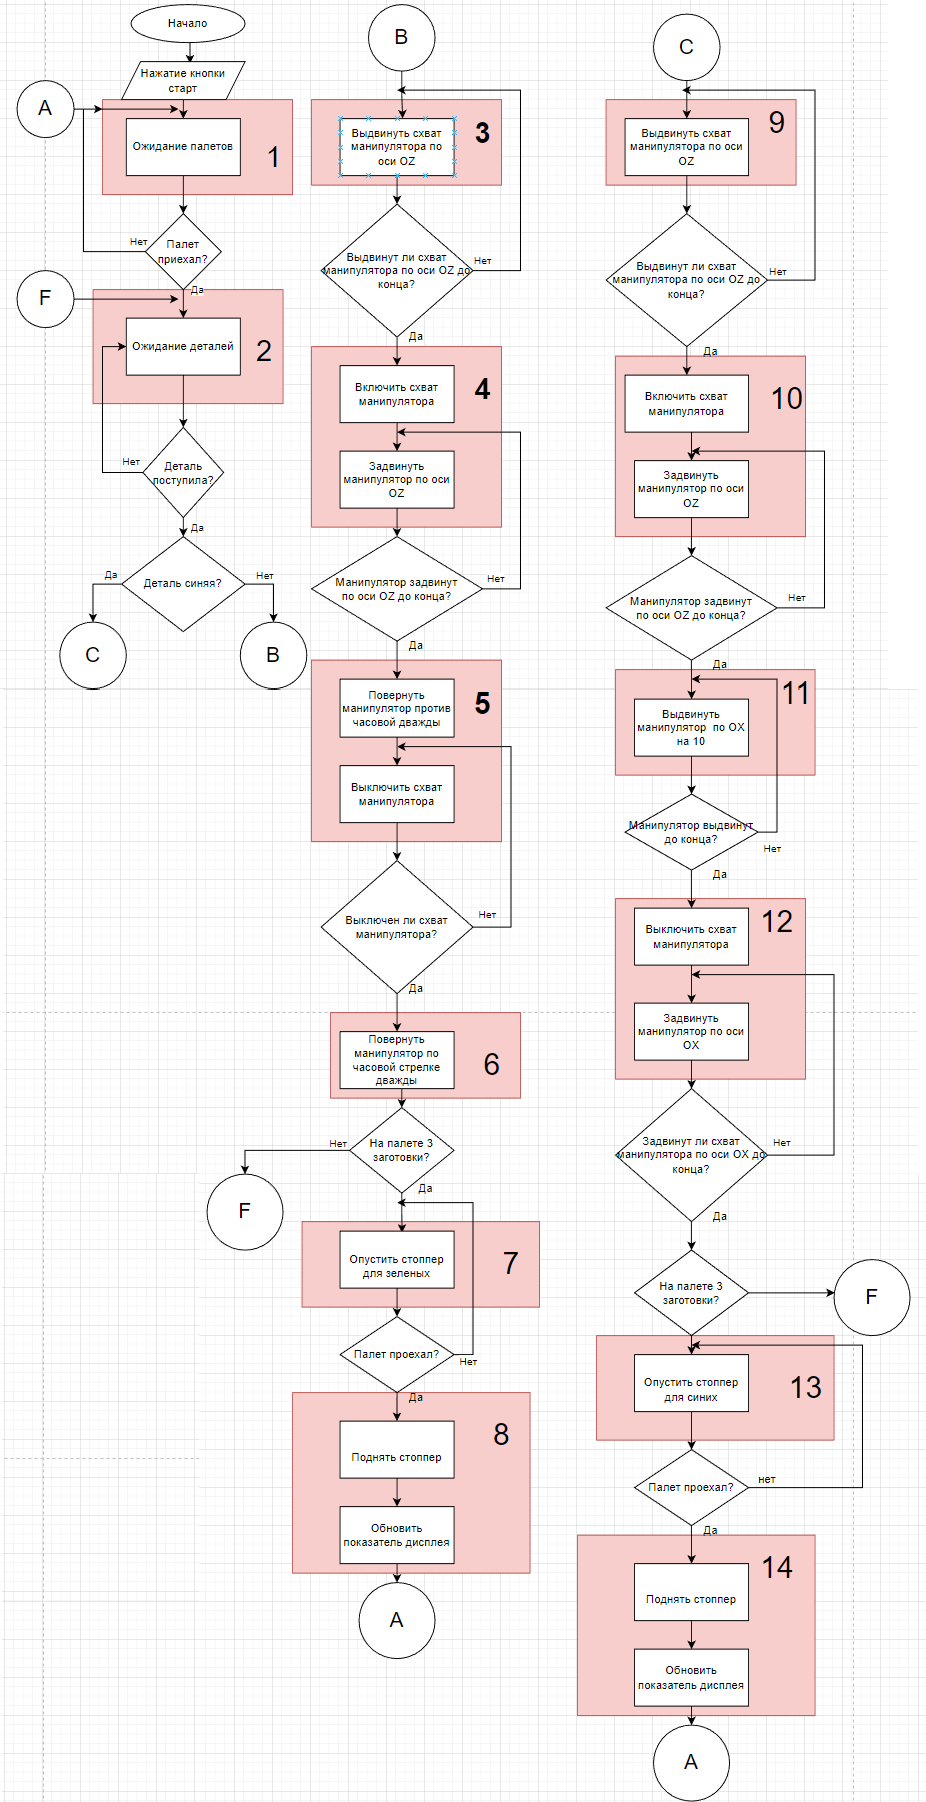 Начало
Нажатие кнопки
старт
A
Ожидание палетов
1
Нет
Палет
приехал?
Да
F
Ожидание деталей
2
Нет
Деталь
поступила?
Да
Да
Деталь синяя?
Нет
C
B
B
Выдвинуть схват
манипулятора по
оси OZ
3
Выдвинут ли схват
манипулятора по оси OZ до
конца?
Нет
Да
Включить схват
манипулятора
4
Задвинуть
манипулятор по оси
OZ
Манипулятор задвинут
по оси OZ до конца?
Нет
Да
Повернуть
манипулятор против
часовой дважды
5
Выключить схват
манипулятора
Выключен ли схват
манипулятора?
Нет
Да
Повернуть
манипулятор по
часовой стрелке
дважды
6
Нет
На палете 3
заготовки?
Да
F
Опустить стоппер
для зеленых
7
Палет проехал?
Нет
Да
8
Поднять стоппер
Обновить
показатель дисплея
A
C
Выдвинуть схват
манипулятора по оси
OZ
9
Выдвинут ли схват
манипулятора по оси OZ до
конца?
Нет
Да
Включить схват
манипулятора
10
Задвинуть
манипулятор по оси
OZ
Манипулятор задвинут
по оси OZ до конца?
Нет
Да
11
Выдвинуть
манипулятор по OX
на 10
Манипулятор выдвинут
до конца?
Нет
Да
Выключить схват
манипулятора
12
Задвинуть
манипулятор по оси
OX
Задвинут ли схват
манипулятора по оси OX до
конца?
Нет
Да
На палете 3
заготовки?
F
Опустить стоппер
для синих
13
Палет проехал?
нет
Да
14
Поднять стоппер
Обновить
показатель дисплея
A